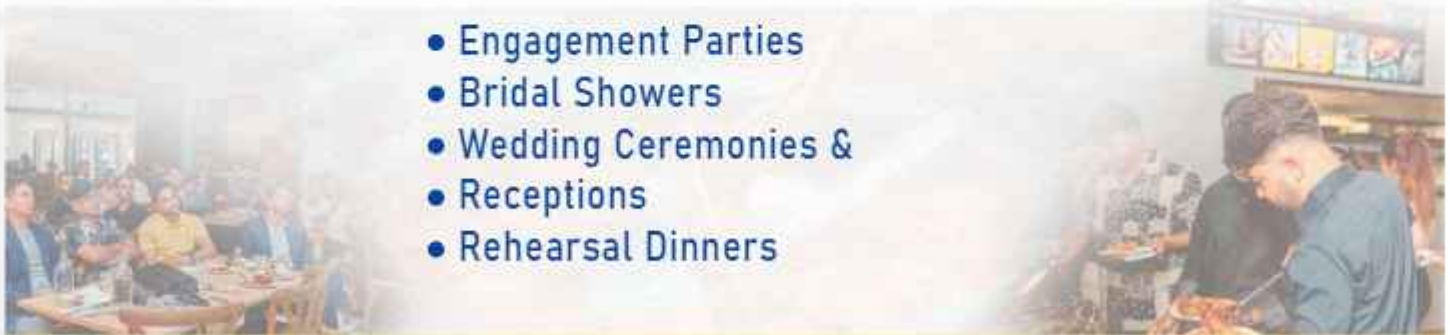 • Engagement Parties
• Bridal Showers
• Wedding Ceremonies &
• Receptions
• Rehearsal Dinners